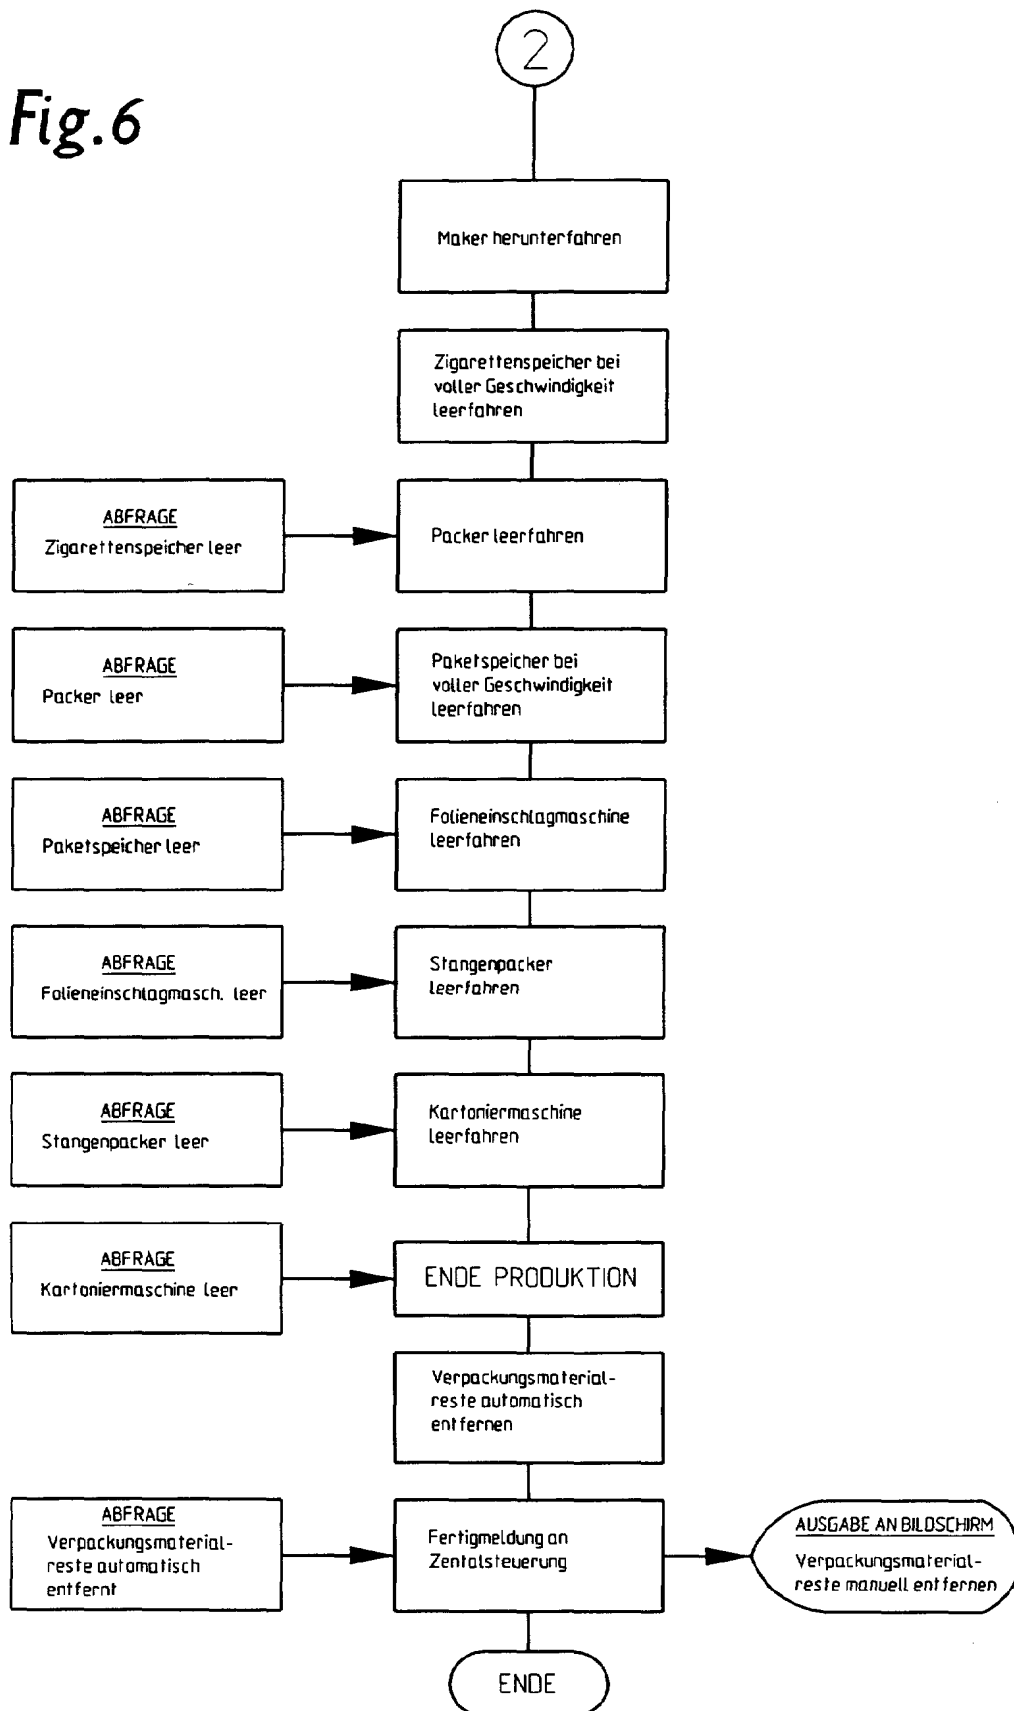 2
Fig. 6
Maker herunterfahren
Zigarettenspeicher bei
voller Geschwindigkeit
leerfahren
ABFRAGE
Zigarettenspeicher leer
Packer leerfahren
ABFRAGE
Packer leer
Paketspeicher bei
voller Geschwindigkeit
leerfahren
ABFRAGE
Paketspeicher leer
Folieneinschlagmaschine
leerfahren
ABFRAGE
Folieneinschlagmasch. leer
Stangenpacker
leerfahren
ABFRAGE
Stangenpacker leer
Kartoniermaschine
leerfahren
ABFRAGE
Kartoniermaschine leer
ENDE PRODUKTION
Verpackungsmaterial-
reste automatisch
entfernen
ABFRAGE
Verpackungsmaterial-
reste automatisch
entfernt
Fertigmeldung an
Zentalsteuerung
AUSGABE AN BILDSCHIRM
Verpackungsmaterial-
reste manuell entfernen
ENDE